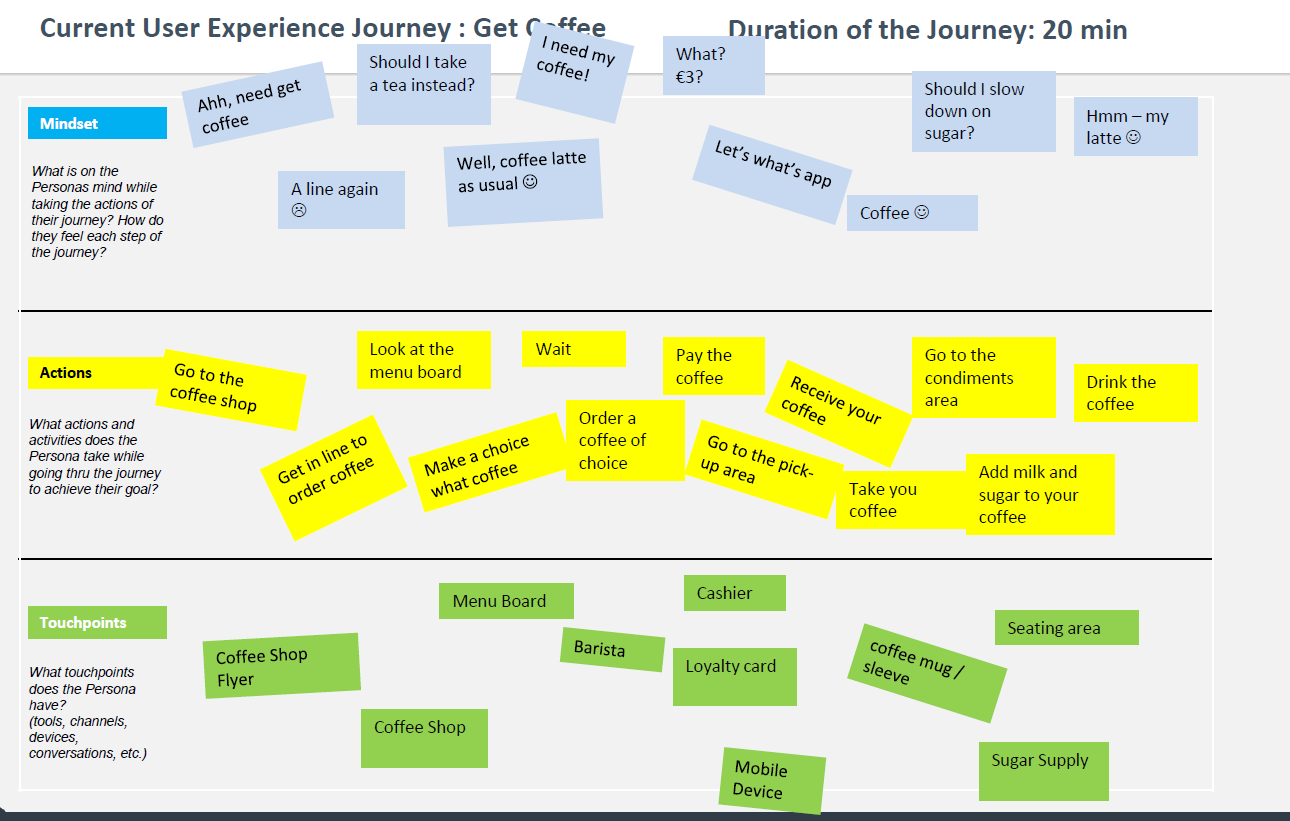 Current User Experience Journey : Get Coffee
Duration of the Journey: 20 min
Mindset
What is on the
Personas mind while
taking the actions of
their journey? How do
they feel each step of
the journey?
Ahh, need get
coffee
A line again
☹
Should I take
a tea instead?
Well, coffee latte
as usual ☺
I need my
coffee!
What?
€3?
Let’s what’s app
Coffee ☺
Should I slow
down on
sugar?
Hmm – my
latte ☺
Actions
What actions and
activities does the
Persona take while
going thru the journey
to achieve their goal?
Go to the
coffee shop
Get in line to
order coffee
Look at the
menu board
Make a choice
what coffee
Wait
Order a
coffee of
choice
Pay the
coffee
Go to the pick-
up area
Receive your
coffee
Take you
coffee
Go to the
condiments
area
Add milk and
sugar to your
coffee
Drink the
coffee
Touchpoints
What touchpoints
does the Persona
have?
(tools, channels,
devices,
conversations, etc.)
Coffee Shop
Flyer
Coffee Shop
Menu Board
Barista
Cashier
Loyalty card
Mobile
Device
coffee mug /
sleeve
Seating area
Sugar Supply